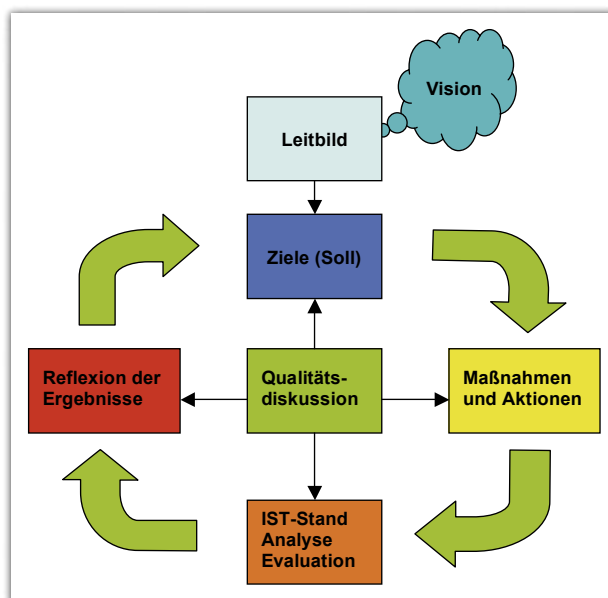 Vision
Leitbild
Ziele (Soll)
Reflexion der
Ergebnisse
Qualitäts-
diskussion
Maßnahmen
und Aktionen
IST-Stand
Analyse
Evaluation